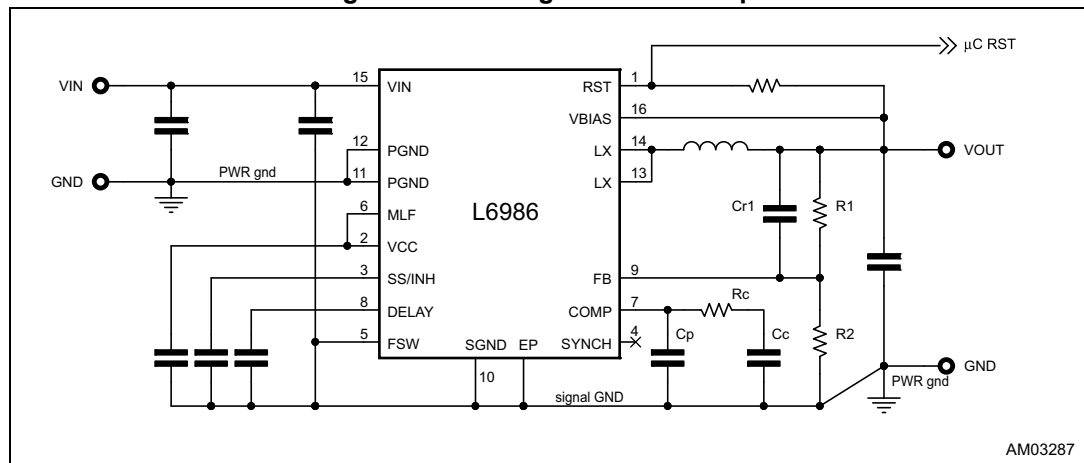 μC RST
VIN
15
VIN
RST
1
VBIAS
16
12
PGND
LX
14
VOUT
GND
PWR gnd
11
PGND
LX
13
6
MLF
L6986
Cr1
R1
2
VCC
3
SS/INH
FB
9
8
DELAY
COMP
7
Rc
5
FSW
SGND
EP
SYNCH
4
Cp
Cc
R2
10
GND
PWR gnd
signal GND
AM03287